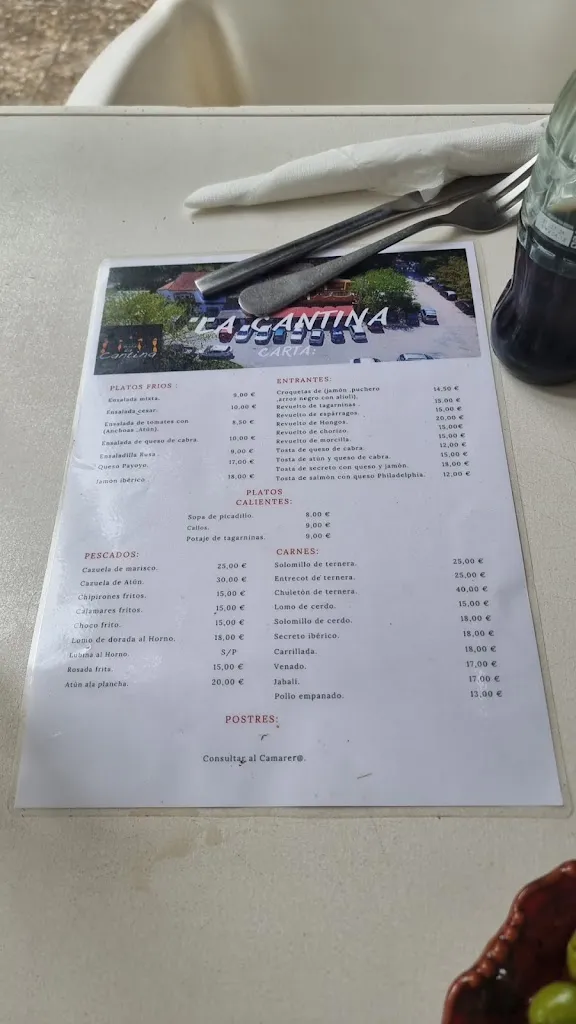 LA CANTINA
CARTA:
Cantina
PLATOS FRIOS :
Ensalada mixta. 8,00 €
Ensalada cesar. 10,00 €
Ensalada de tomates con 8,50 €
(Anchoas ,Atún).
Ensalada de queso de cabra. 10,00 €
Ensaladilla Rusa . 9,00 €
Queso Payoyo. 17,00 €
Jamón ibérico 18,00 €
ENTRANTES:
Croquetas de (jamón ,puchero 14,50 €
,arroz negro con alioli).
Revuelto de tagarninas . 15,00 €
Revuelto de espárragos. 15,00 €
Revuelto de Hongos. 20,00 €
Revuelto de chorizo. 15,00€
Revuelto de morcilla. 15,00 €
Tosta de queso de cabra. 12,00 €
Tosta de atún y queso de cabra. 15,00 €
Tosta de secreto con queso y jamón. 18,00 €
Tosta de salmón con queso Philadelphia. 12,00 €
PLATOS
CALIENTES:
Sopa de picadillo. 8,00 €
Callos. 9,00 €
Potaje de tagarninas. 9,00 €
PESCADOS:
Cazuela de marisco. 25,00 €
Cazuela de Atún. 30,00 €
Chipirones fritos. 15,00 €
Calamares fritos. 15,00 €
Choco frito. 15,00 €
Lomo de dorada al Horno. 18,00 €
Lubina al Horno. S/P
Rosada frita. 15,00 €
Atún ala plancha. 20,00 €
CARNES:
Solomillo de ternera. 25,00 €
Entrecot de ternera. 25,00 €
Chuletón de ternera. 40,00 €
Lomo de cerdo. 15,00 €
Solomillo de cerdo. 18,00 €
Secreto ibérico. 18,00 €
Carrillada. 18,00 €
Venado. 17,00 €
Jabalí. 17,00 €
Pollo empanado. 13,00 €
POSTRES:
Consultar al Camarer@.